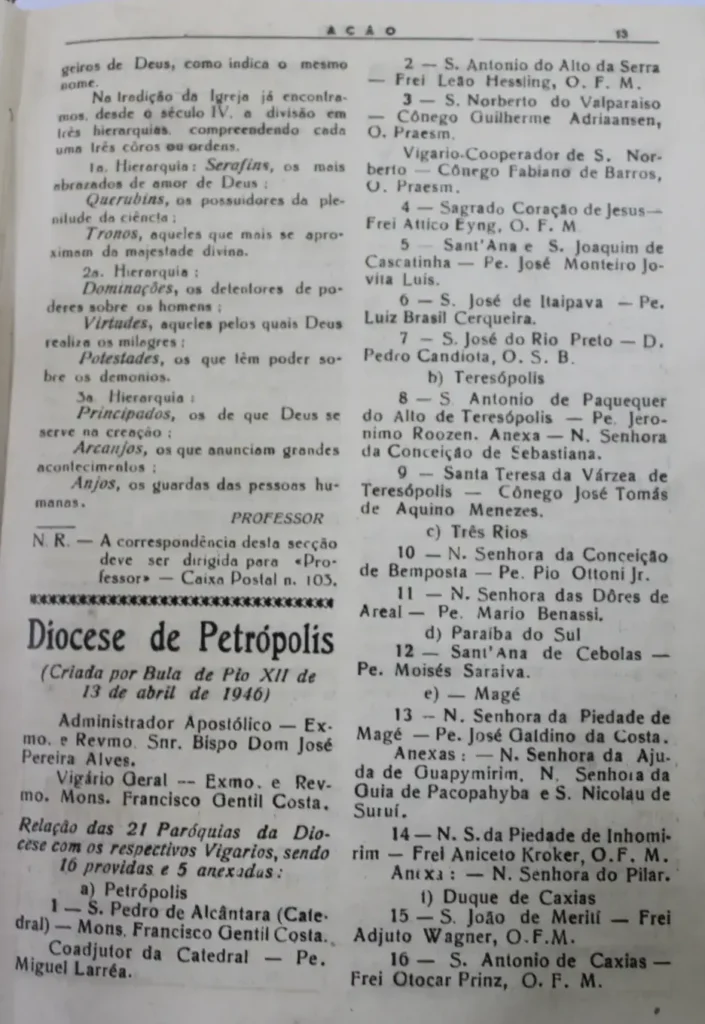 AÇÃO
13
geiros de Deus, como indica o mesmo
nome.
Na tradição da Igreja já encontra-
mos, desde o século IV, a divisão em
três hierarquias, compreendendo cada
uma três córos ou ordens.
1a. Hierarquia: Serafins, os mais
abrazados de amor de Deus ;
Querubins, os possuidores da ple-
nitude da ciência ;
Tronos, aqueles que mais se apro-
ximam da majestade divina.
2a. Hierarquia :
Dominações, os detentores de po-
deres sobre os homens ;
Virtudes, aqueles pelos quais Deus
realiza os milagres ;
Potestades, os que têm poder so-
bre os demonios.
3a. Hierarquia :
Principados, os de que Deus se
serve na creação ;
Arcanjos, os que anunciam grandes
acontecimentos ;
Anjos, os guardas das pessoas hu-
manas.
PROFESSOR
N. R. — A correspondência desta secção
deve ser dirigida para «Pro-
fessor» — Caixa Postal n. 103.
Diocese de Petrópolis
(Criada por Bula de Pio XII de
13 de abril de 1946)
Administrador Apostólico — Ex-
mo. e Revmo. Snr. Bispo Dom José
Pereira Alves.
Vigário Geral -- Exmo. e Rev-
mo. Mons. Francisco Gentil Costa.
Relação das 21 Paróquias da Dio-
cese com os respectivos Vigarios, sendo
16 providas e 5 anexadas :
a) Petrópolis
1 — S. Pedro de Alcântara (Cate-
dral) — Mons. Francisco Gentil Costa.
Coadjutor da Catedral — Pe.
Miguel Larréa.
2 — S. Antonio do Alto da Serra
— Frei Leão Hessling, O. F. M.
3 — S. Norberto do Valparaiso
— Cônego Guilherme Adriaansen,
O. Praesm.
Vigario-Cooperador de S. Nor-
berto — Cônego Fabiano de Barros,
O. Praesm.
4 — Sagrado Coração de Jesus—
Frei Attico Eyng, O. F. M
5 — Sant'Ana e S. Joaquim de
Cascatinha — Pe. José Monteiro Jo-
vita Luis.
6 — S. José de Itaipava — Pe.
Luiz Brasil Cerqueira.
7 — S. José do Rio Preto — D.
Pedro Candiota, O. S. B.
b) Teresópolis
8 — S. Antonio de Paquequer
do Alto de Teresópolis — Pe. Jero-
nimo Roozen. Anexa — N. Senhora
da Conceição de Sebastiana.
9 — Santa Teresa da Várzea de
Teresópolis — Cônego José Tomás
de Aquino Menezes.
c) Três Rios
10 — N. Senhora da Conceição
de Bemposta — Pe. Pio Ottoni Jr.
11 — N. Senhora das Dôres de
Areal — Pe. Mario Benassi.
d) Paraiba do Sul
12 — Sant'Ana de Cebolas —
Pe. Moisés Saraiva.
e) — Magé
13 — N. Senhora da Piedade de
Magé — Pe. José Galdino da Costa.
Anexas : — N. Senhora da Aju-
da de Guapymirim, N. Senhora da
Guia de Pacopahyba e S. Nicolau de
Suruí.
14 — N. S. da Piedade de Inhomi-
rim — Frei Aniceto Kroker, O.F. M.
Anexa : — N. Senhora do Pilar.
f) Duque de Caxias
15 — S. João de Meriti — Frei
Adjuto Wagner, O.F.M.
16 — S. Antonio de Caxias —
Frei Otocar Prinz, O. F. M.